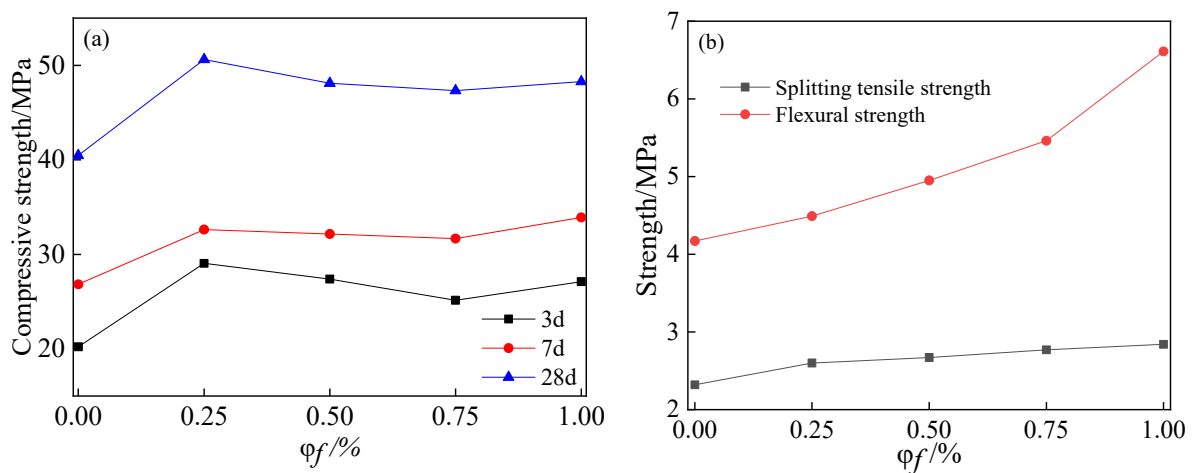 (a)
Compressive strength/MPa
50
40
30
20
3d
7d
28d
0.00 0.25 0.50 0.75 1.00
φf/%
(b)
Strength/MPa
7
6
5
4
3
2
Splitting tensile strength
Flexural strength
0.00 0.25 0.50 0.75 1.00
φf/%